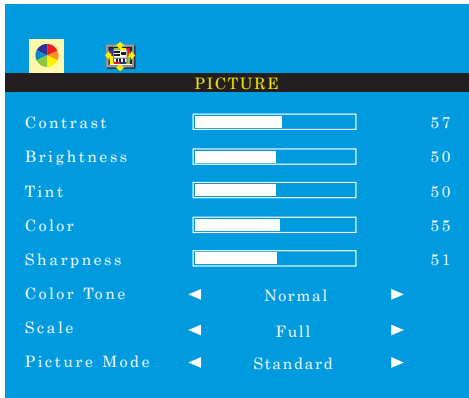 PICTURE
Contrast 57
Brightness 50
Tint 50
Color 55
Sharpness 51
Color Tone Normal
Scale Full
Picture Mode Standard